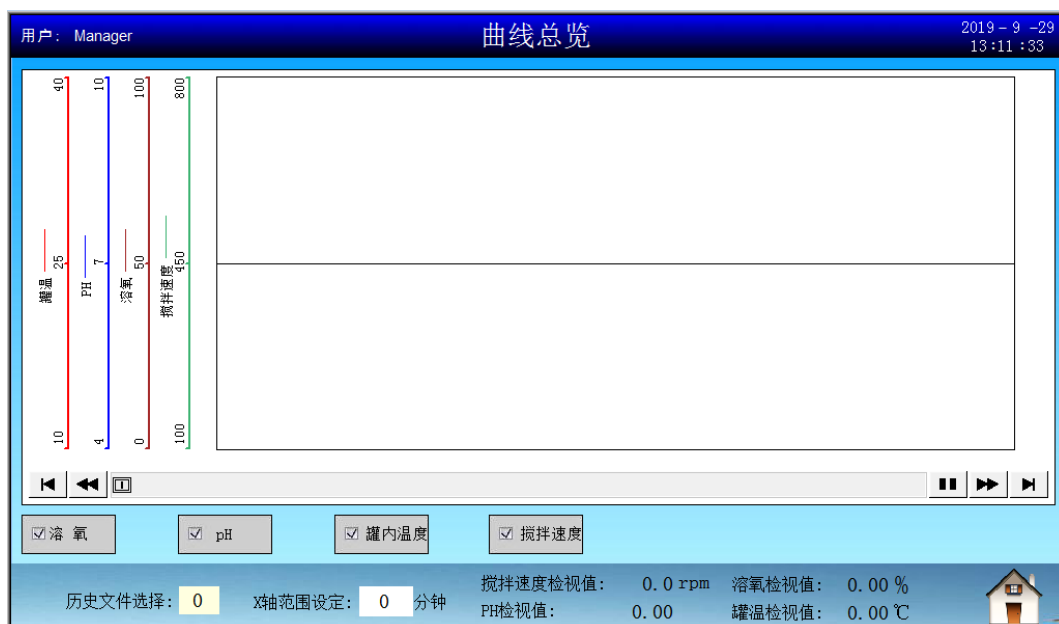 用户: Manager
曲线总览
2019-9-29
13:11:33
40
10
100
800
罐温
25
PH
7
溶氧
50
搅拌速度
450
10
4
0
100
溶 氧
pH
罐内温度
搅拌速度
历史文件选择: 0
X轴范围设定: 0 分钟
搅拌速度检视值: 0.0 rpm
溶氧检视值: 0.00 %
PH检视值: 0.00
罐温检视值: 0.00 ℃